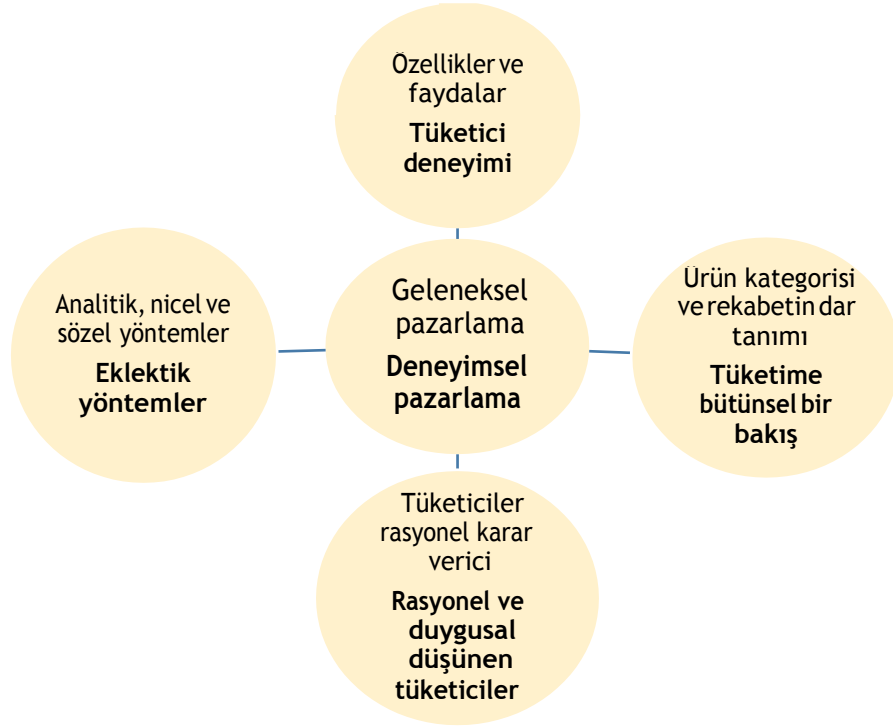 Özellikler ve
faydalar
Tüketici
deneyimi
Analitik, nicel ve
sözel yöntemler
Eklektik
yöntemler
Geleneksel
pazarlama
Deneyimsel
pazarlama
Ürün kategorisi
ve rekabetin dar
tanımı
Tüketime
bütünsel bir
bakış
Tüketiciler
rasyonel karar
verici
Rasyonel ve
duygusal
düşünen
tüketiciler